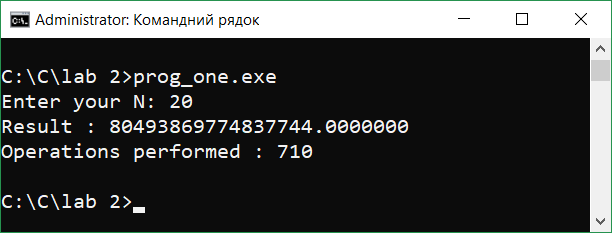 Administrator: Командний рядок
C:\C\lab 2>prog_one.exe
Enter your N: 20
Result : 80493869774837744.0000000
Operations performed : 710
C:\C\lab 2>